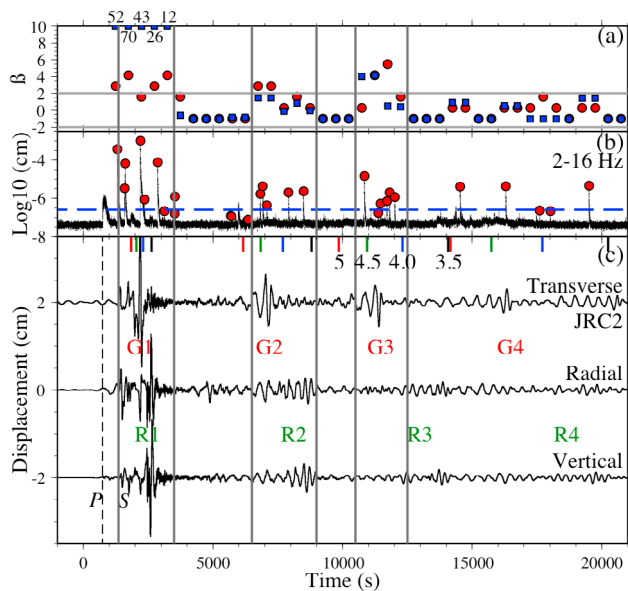 52 43 12
70 26
10
8
6
4
2
0
-2
ß
(a)
(b)
2-16 Hz
-4
-6
-8
Log10 (cm)
(c)
5 4.5 4.0 3.5
Transverse
JRC2
2
G1 G2 G3 G4
Radial
0
R1 R2 R3 R4
Vertical
-2
P S
Displacement (cm)
0 5000 10000 15000 20000
Time (s)